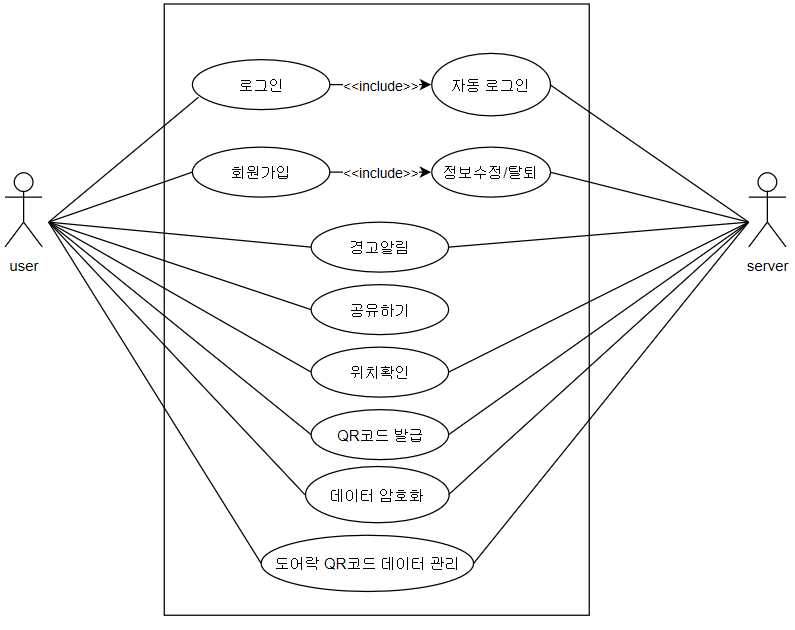 로그인
<<include>>
자동 로그인
회원가입
<<include>>
정보수정/탈퇴
경고알림
user
server
공유하기
위치확인
QR코드 발급
데이터 암호화
도어락 QR코드 데이터 관리